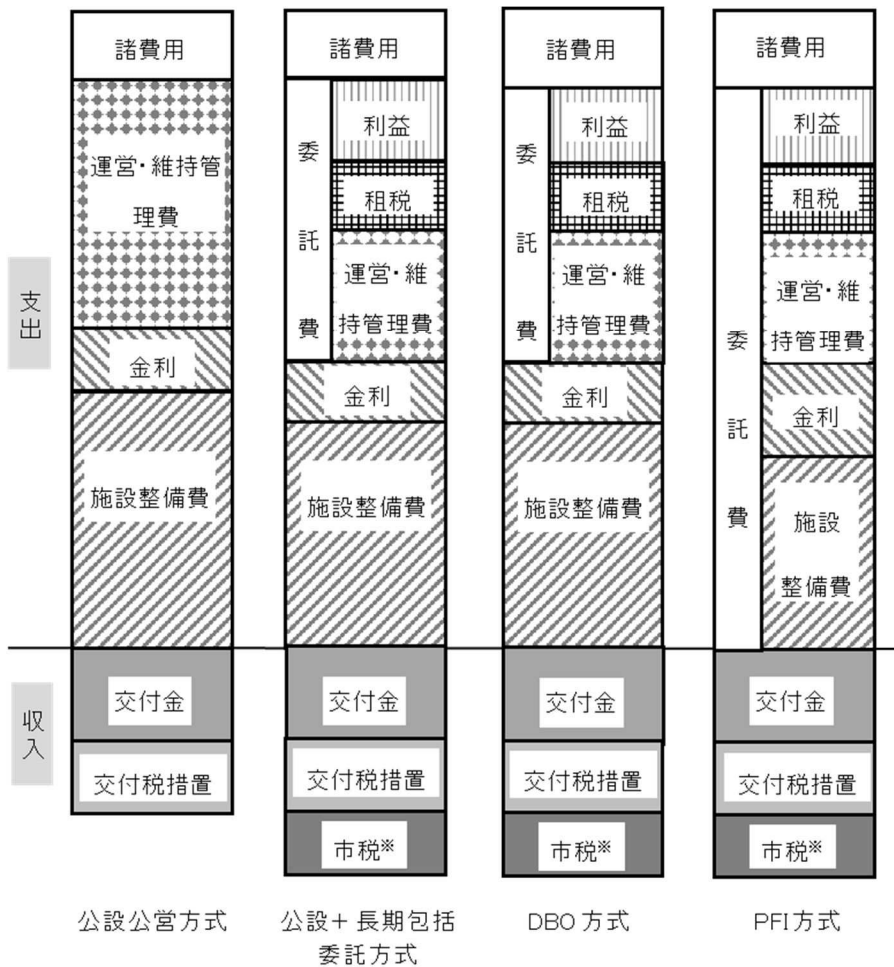 支出
収入
諸費用
運営・維持管
理費
金利
施設整備費
交付金
交付税措置
公設公営方式
諸費用
委託費
利益
租税
運営・維
持管理費
金利
施設整備費
交付金
交付税措置
市税※
公設+長期包括
委託方式
諸費用
委託費
利益
租税
運営・維
持管理費
金利
施設整備費
交付金
交付税措置
市税※
DBO方式
諸費用
委託費
利益
租税
運営・維
持管理費
金利
施設
整備費
交付金
交付税措置
市税※
PFI方式